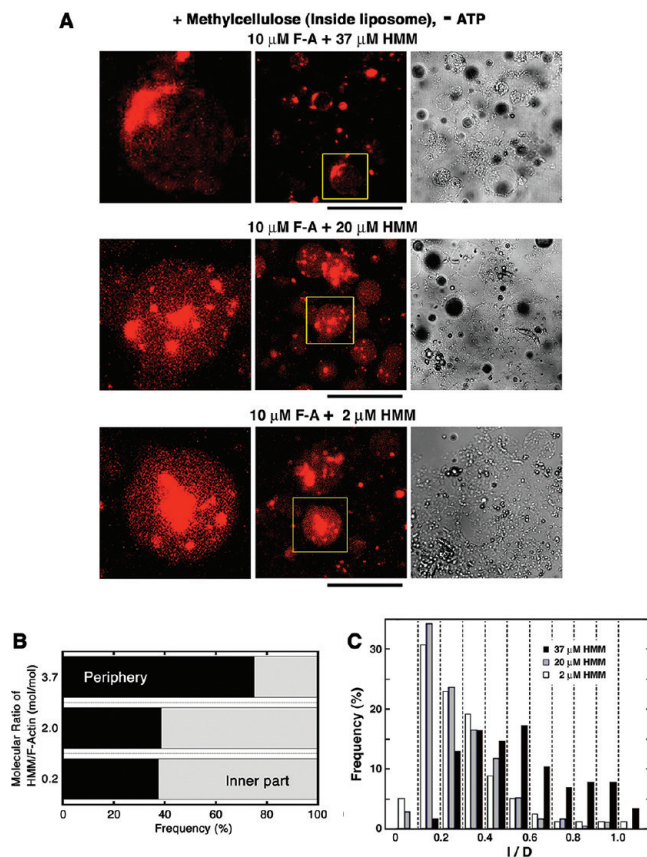 A
+ Methylcellulose (Inside liposome), - ATP
10 µM F-A + 37 µM HMM
10 µM F-A + 20 µM HMM
10 µM F-A + 2 µM HMM
B
Molecular Ratio of
HMM/F-Actin (mol/mol)
3.7
2.0
0.2
Periphery
Inner part
0 20 40 60 80 100
Frequency (%)
C
Frequency (%)
30
20
10
0
37 µM HMM
20 µM HMM
2 µM HMM
0 0.2 0.4 0.6 0.8 1.0
l / D